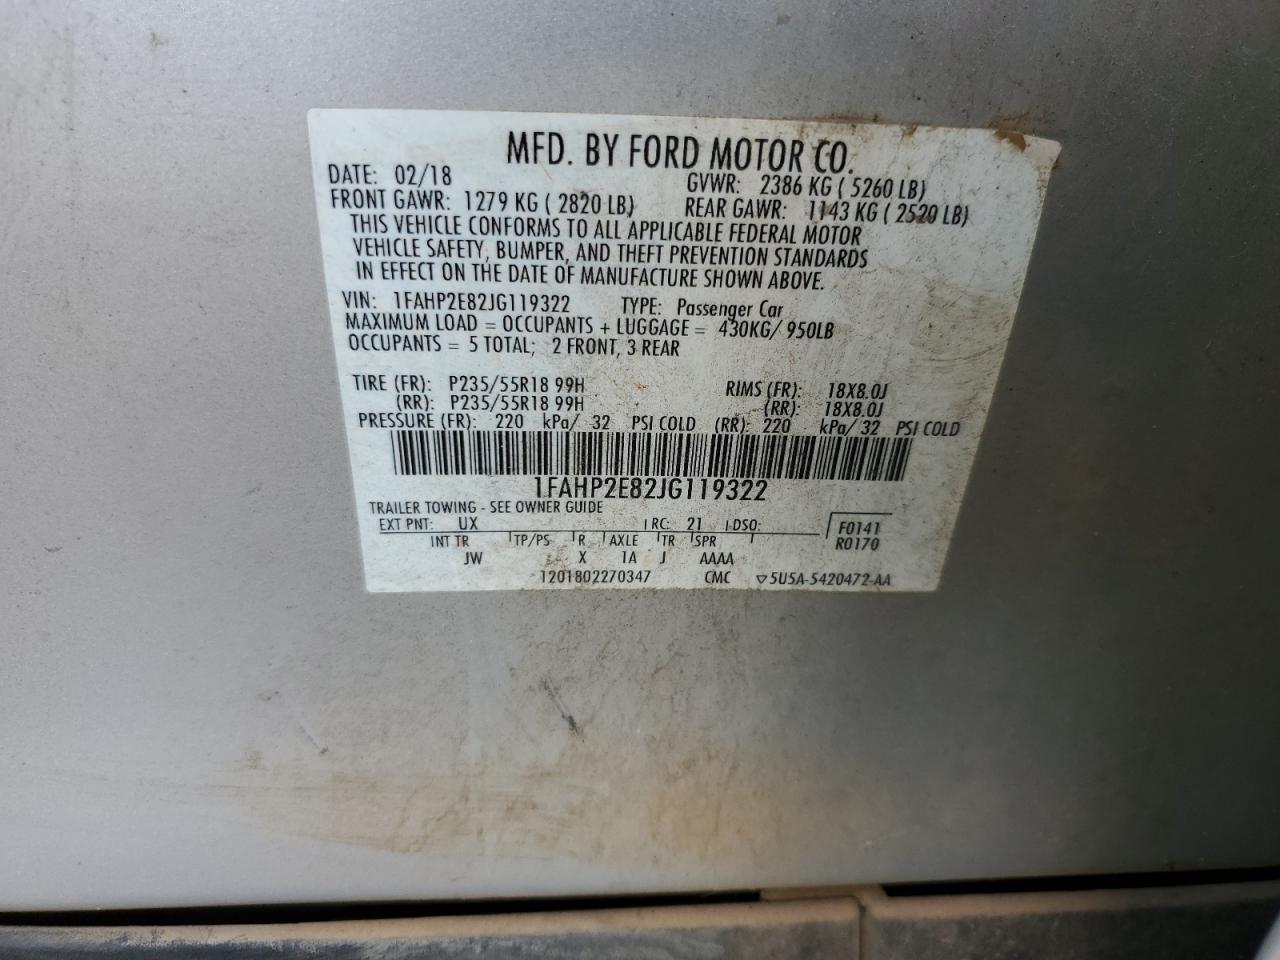 MFD. BY FORD MOTOR CO.
DATE: 02/18 GVWR: 2386 KG ( 5260 LB)
FRONT GAWR: 1279 KG ( 2820 LB) REAR GAWR: 1143 KG ( 2520 LB)
THIS VEHICLE CONFORMS TO ALL APPLICABLE FEDERAL MOTOR
VEHICLE SAFETY, BUMPER, AND THEFT PREVENTION STANDARDS
IN EFFECT ON THE DATE OF MANUFACTURE SHOWN ABOVE.
VIN: 1FAHP2E82JG119322 TYPE: Passenger Car
MAXIMUM LOAD = OCCUPANTS + LUGGAGE = 430KG/ 950LB
OCCUPANTS = 5 TOTAL; 2 FRONT, 3 REAR
TIRE (FR): P235/55R18 99H RIMS (FR): 18X8.0J
(RR): P235/55R18 99H (RR): 18X8.0J
PRESSURE (FR): 220 kPa/ 32 PSI COLD (RR): 220 kPa/ 32 PSI COLD
1FAHP2E82JG119322
TRAILER TOWING - SEE OWNER GUIDE
EXT PNT: UX RC: 21 DSO: F0141
INT TR TP/PS R AXLE TR SPR R0170
JW X 1A J AAAA
1201802270347 CMC ▽5U5A-5420472-AA